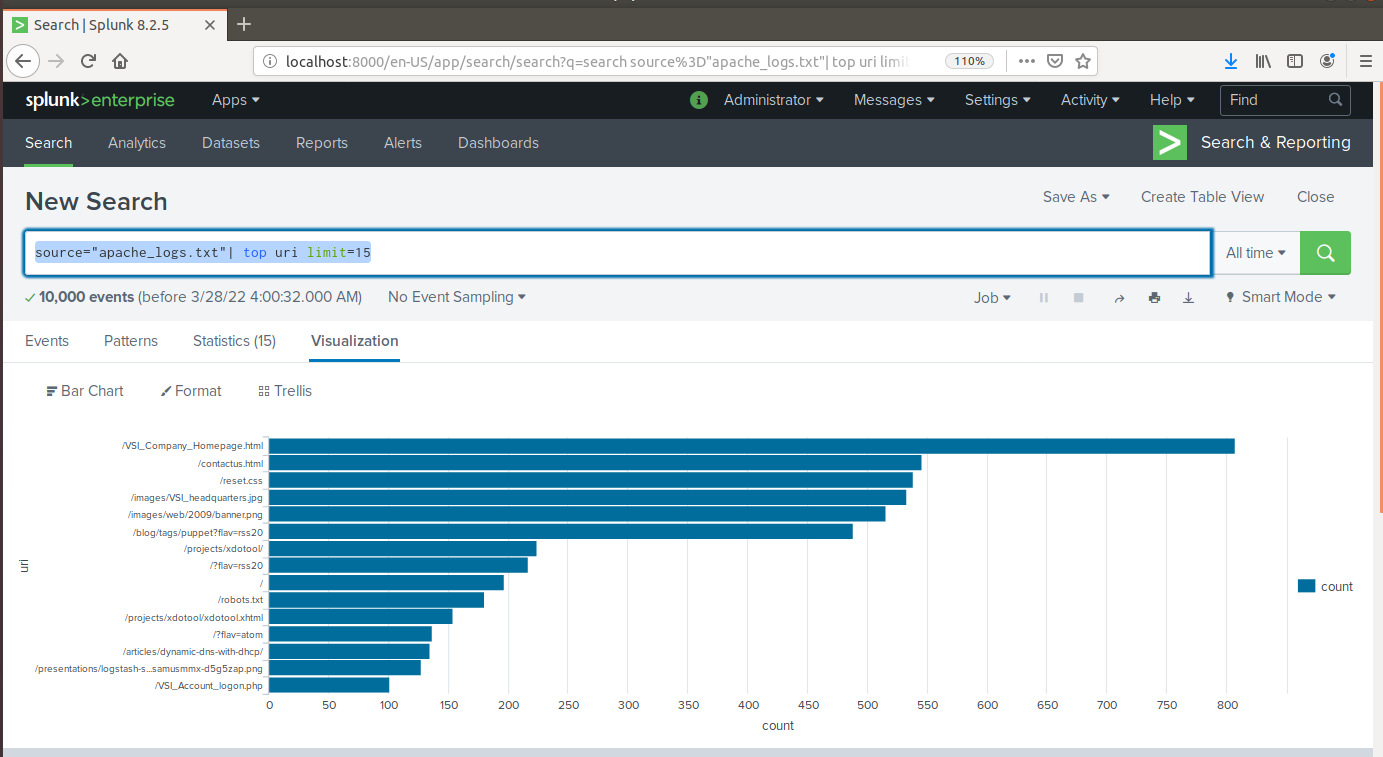 Search | Splunk 8.2.5
localhost:8000/en-US/app/search/search?q=search source%3D"apache_logs.txt"| top uri limi
110%
splunk>enterprise Apps
i Administrator Messages Settings Activity Help Find
Search Analytics Datasets Reports Alerts Dashboards
Search & Reporting
New Search
Save As Create Table View Close
source="apache_logs.txt"| top uri limit=15
All time
10,000 events (before 3/28/22 4:00:32.000 AM) No Event Sampling
Job Smart Mode
Events Patterns Statistics (15) Visualization
Bar Chart Format Trellis
/VSI_Company_Homepage.html
/contactus.html
/reset.css
/images/VSI_headquarters.jpg
/images/web/2009/banner.png
/blog/tags/puppet?flav=rss20
/projects/xdotool/
/?flav=rss20
/
/robots.txt
/projects/xdotool/xdotool.xhtml
/?flav=atom
/articles/dynamic-dns-with-dhcp/
/presentations/logstash-s...samusmmx-d5g5zap.png
/VSI_Account_logon.php
uri
count
0 50 100 150 200 250 300 350 400 450 500 550 600 650 700 750 800
count